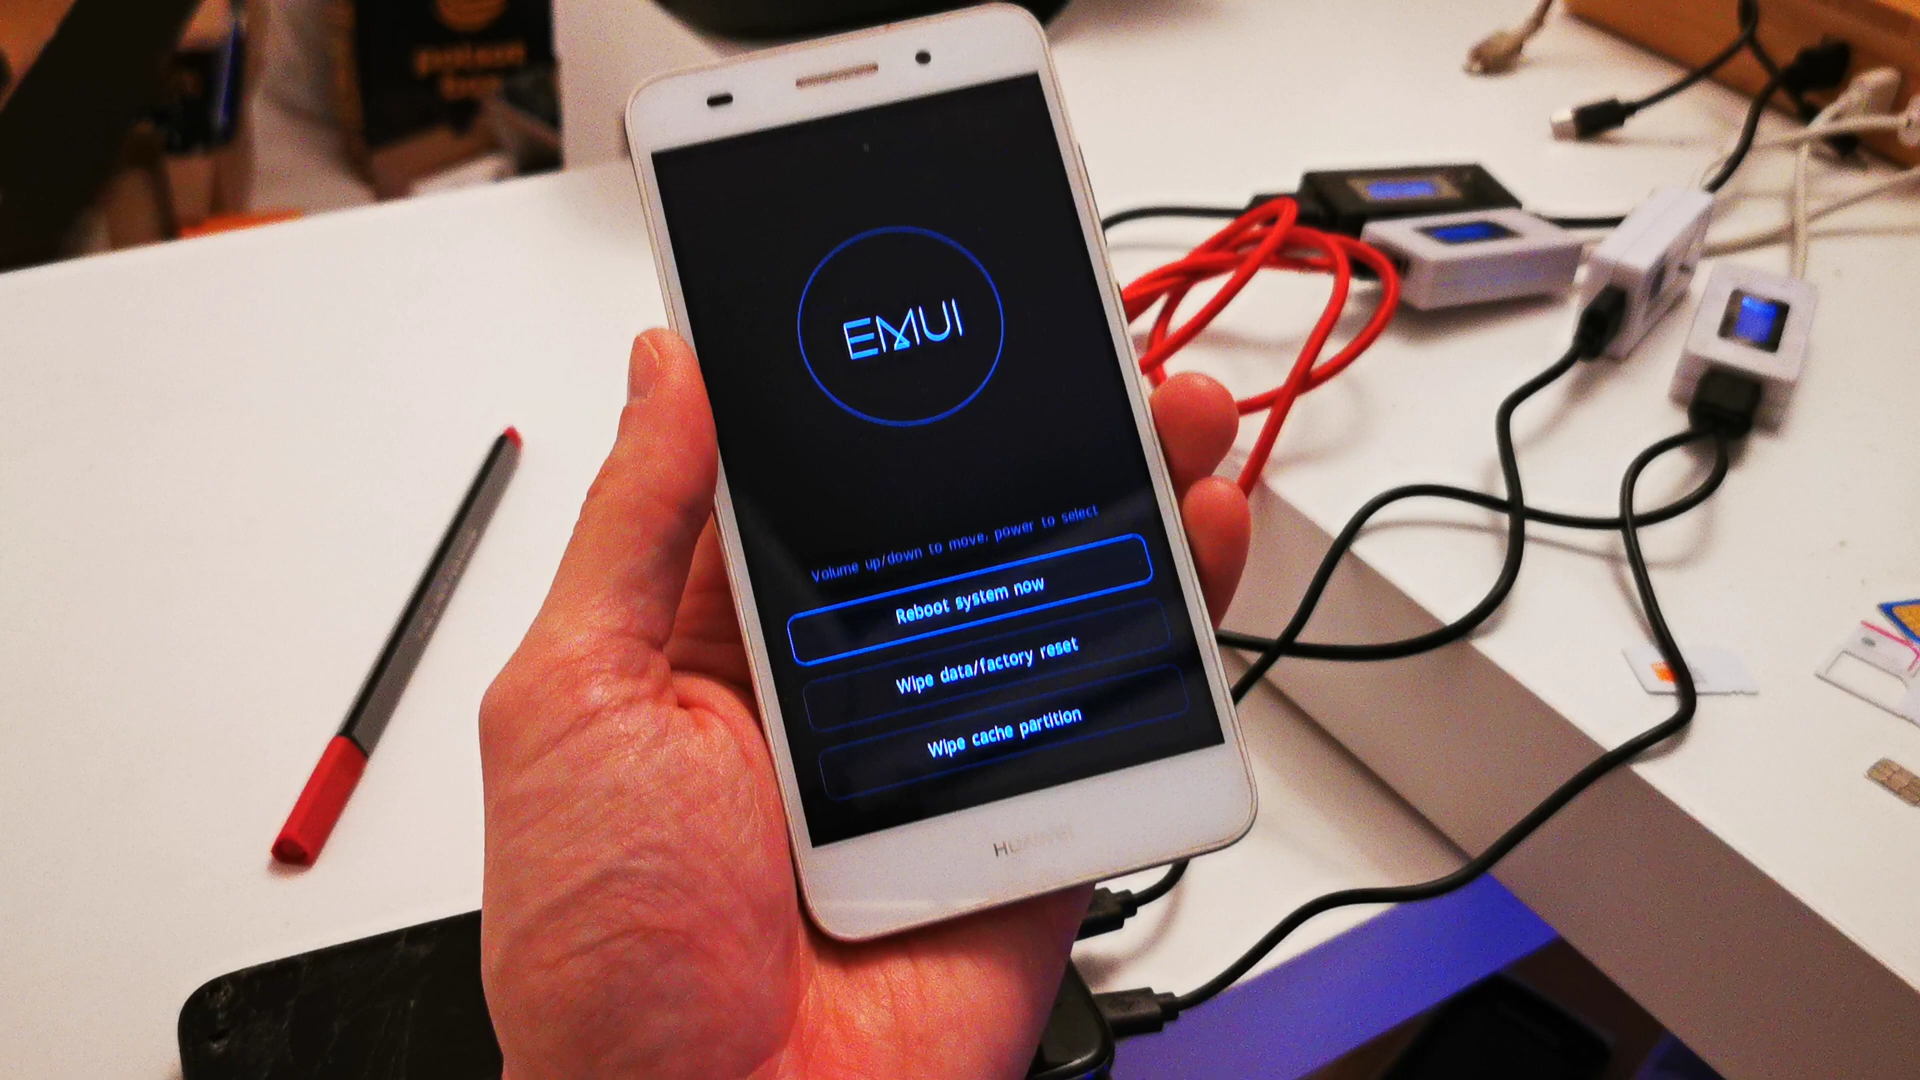 EMUI
Volume up/down to move, power to select
Reboot system now
Wipe data/factory reset
Wipe cache partition
HUAWEI